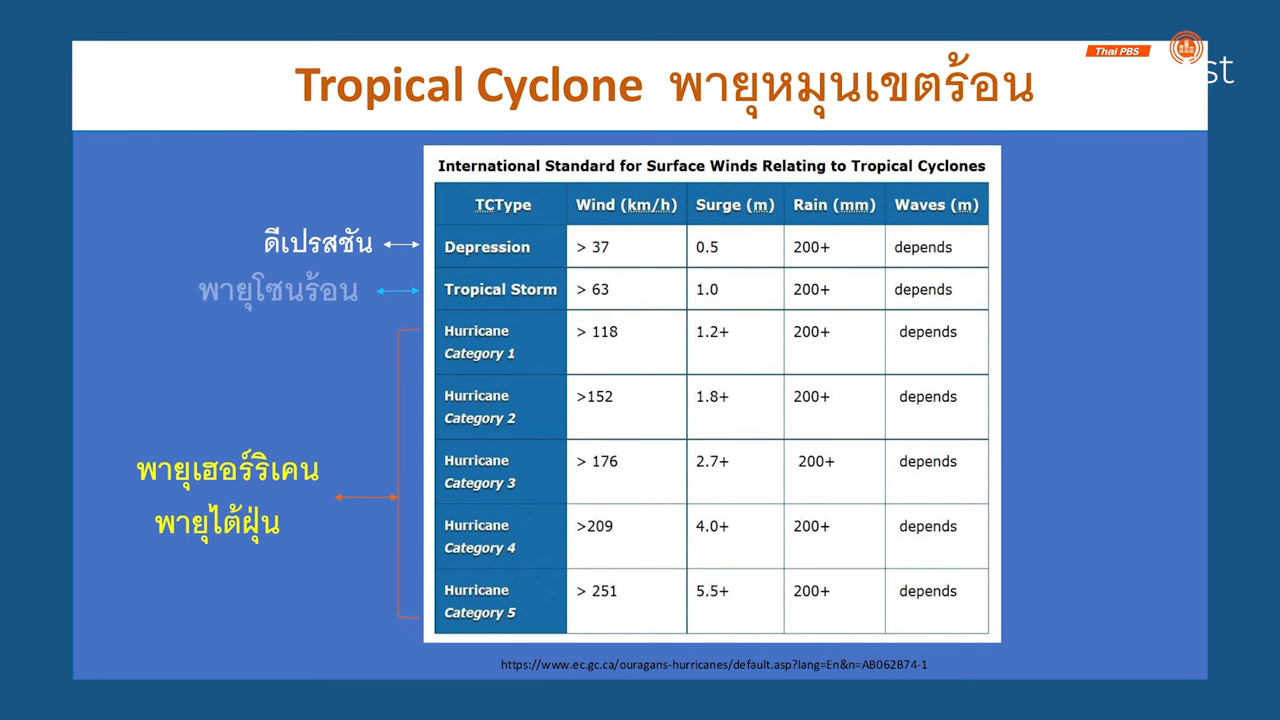 Thai PBS
st
Tropical Cyclone พายุหมุนเขตร้อน
International Standard for Surface Winds Relating to Tropical Cyclones
TCType Wind (km/h) Surge (m) Rain (mm) Waves (m)
ดีเปรสชัน Depression > 37 0.5 200+ depends
พายุโซนร้อน Tropical Storm > 63 1.0 200+ depends
Hurricane > 118 1.2+ 200+ depends
Category 1
Hurricane >152 1.8+ 200+ depends
Category 2
พายุเฮอร์ริเคน Hurricane > 176 2.7+ 200+ depends
Category 3
พายุไต้ฝุ่น Hurricane >209 4.0+ 200+ depends
Category 4
Hurricane > 251 5.5+ 200+ depends
Category 5
https://www.ec.gc.ca/ouragans-hurricanes/default.asp?lang=En&n=AB062B74-1